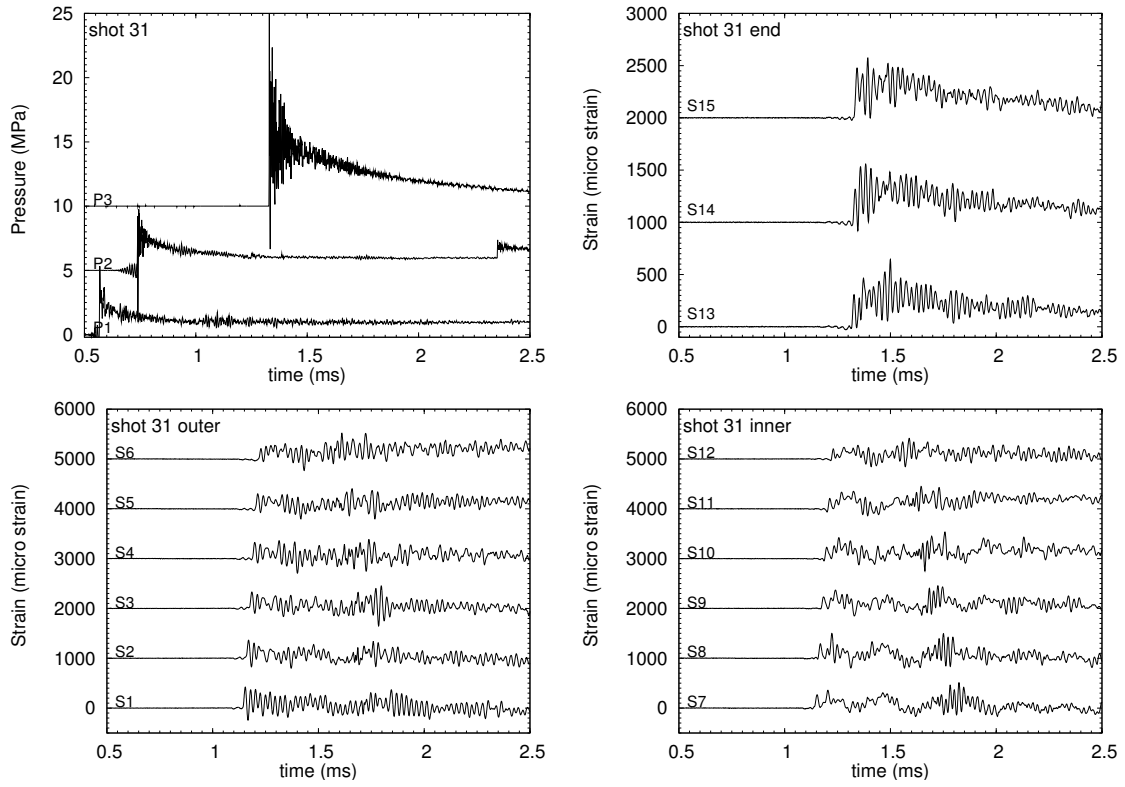 shot 31
Pressure (MPa)
25
20
15
10
5
0
P3
P2
P1
0.5 1 1.5 2 2.5
time (ms)
shot 31 end
Strain (micro strain)
3000
2500
2000
1500
1000
500
0
S15
S14
S13
0.5 1 1.5 2 2.5
time (ms)
shot 31 outer
Strain (micro strain)
6000
5000
4000
3000
2000
1000
0
S6
S5
S4
S3
S2
S1
0.5 1 1.5 2 2.5
time (ms)
shot 31 inner
Strain (micro strain)
6000
5000
4000
3000
2000
1000
0
S12
S11
S10
S9
S8
S7
0.5 1 1.5 2 2.5
time (ms)